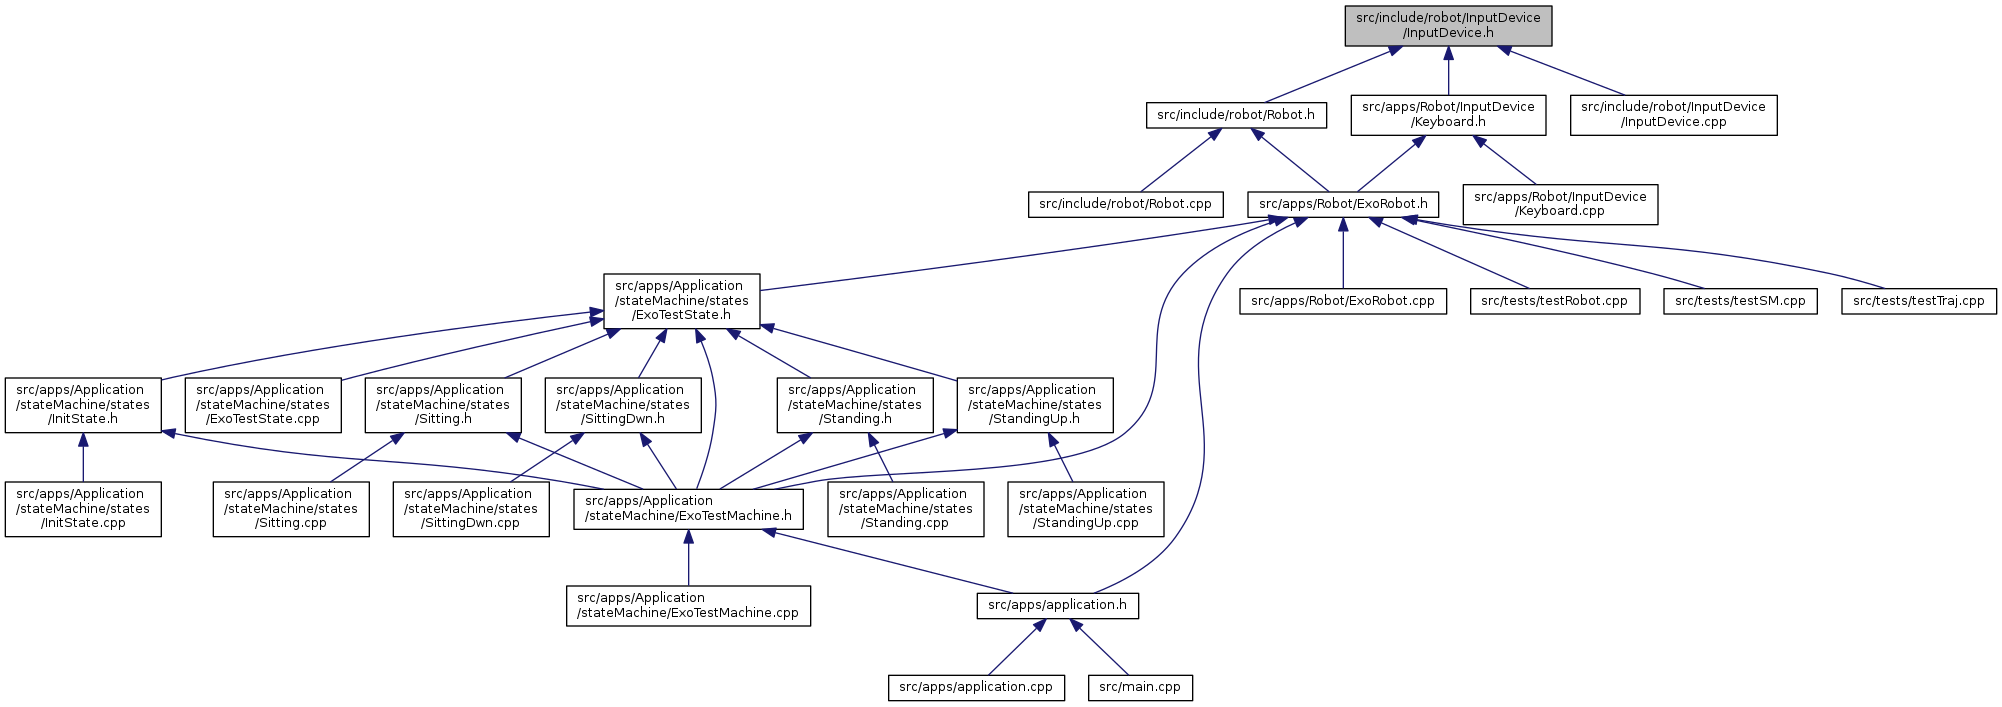 src/include/robot/InputDevice
/InputDevice.h
src/include/robot/Robot.h
src/apps/Robot/InputDevice
/Keyboard.h
src/include/robot/InputDevice
/InputDevice.cpp
src/include/robot/Robot.cpp
src/apps/Robot/ExoRobot.h
src/apps/Robot/InputDevice
/Keyboard.cpp
src/apps/Application
/stateMachine/states
/ExoTestState.h
src/apps/Robot/ExoRobot.cpp
src/tests/testRobot.cpp
src/tests/testSM.cpp
src/tests/testTraj.cpp
src/apps/Application
/stateMachine/states
/InitState.h
src/apps/Application
/stateMachine/states
/ExoTestState.cpp
src/apps/Application
/stateMachine/states
/Sitting.h
src/apps/Application
/stateMachine/states
/SittingDwn.h
src/apps/Application
/stateMachine/states
/Standing.h
src/apps/Application
/stateMachine/states
/StandingUp.h
src/apps/Application
/stateMachine/states
/InitState.cpp
src/apps/Application
/stateMachine/states
/Sitting.cpp
src/apps/Application
/stateMachine/states
/SittingDwn.cpp
src/apps/Application
/stateMachine/ExoTestMachine.h
src/apps/Application
/stateMachine/states
/Standing.cpp
src/apps/Application
/stateMachine/states
/StandingUp.cpp
src/apps/Application
/stateMachine/ExoTestMachine.cpp
src/apps/application.h
src/apps/application.cpp
src/main.cpp